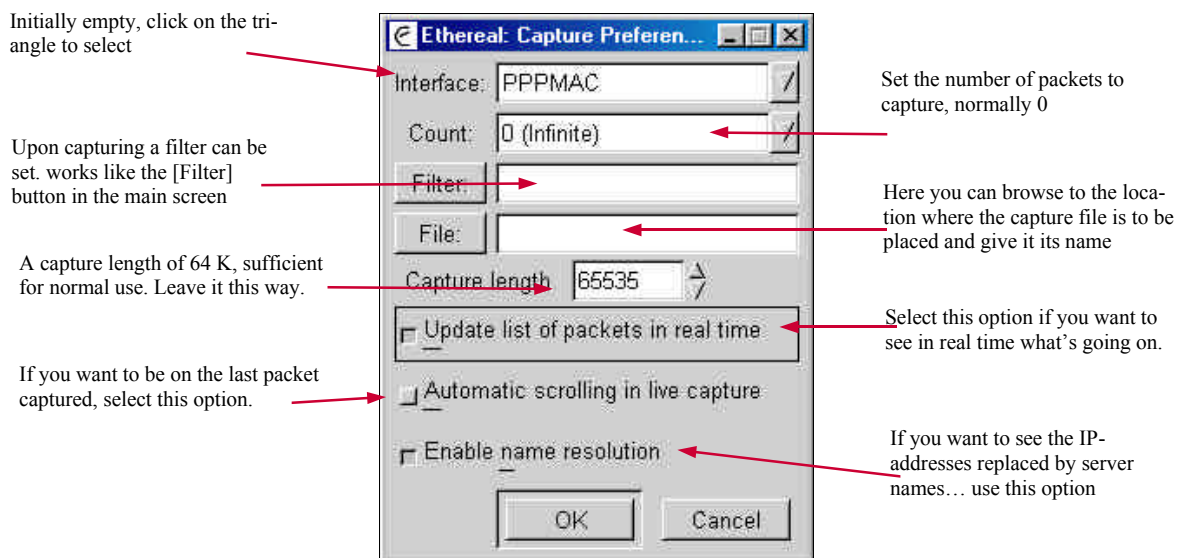 Initially empty, click on the tri-
angle to select
Upon capturing a filter can be
set. works like the [Filter]
button in the main screen
A capture length of 64 K, sufficient
for normal use. Leave it this way.
If you want to be on the last packet
captured, select this option.
Ethereal: Capture Preferen...
Interface: PPPMAC
Count: 0 (Infinite)
Filter:
File:
Capture length 65535
Update list of packets in real time
Automatic scrolling in live capture
Enable name resolution
OK Cancel
Set the number of packets to
capture, normally 0
Here you can browse to the loca-
tion where the capture file is to be
placed and give it its name
Select this option if you want to
see in real time what’s going on.
If you want to see the IP-
addresses replaced by server
names… use this option